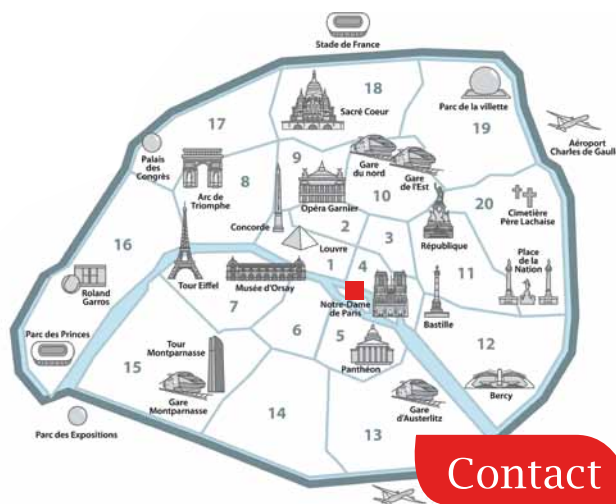 Stade de France
18
Sacré Coeur
Parc de la villette
17
19
Aéroport
Charles de Gaull
Palais
des
Congrès
9
Gare
du nord
Gare
de l'Est
Arc de
Triomphe
8
Opéra Garnier
10
20
Cimetière
Père Lachaise
Concorde
2
3
République
Louvre
16
Place
de la
Nation
11
1
4
Tour Eiffel
Musée d'Orsay
Roland
Garros
7
Notre-Dame
de Paris
Bastille
6
5
12
Parc des Princes
Tour
Montparnasse
Panthéon
15
Bercy
Gare
Montparnasse
14
Gare
d'Austerlitz
13
Parc des Expositions
Contact